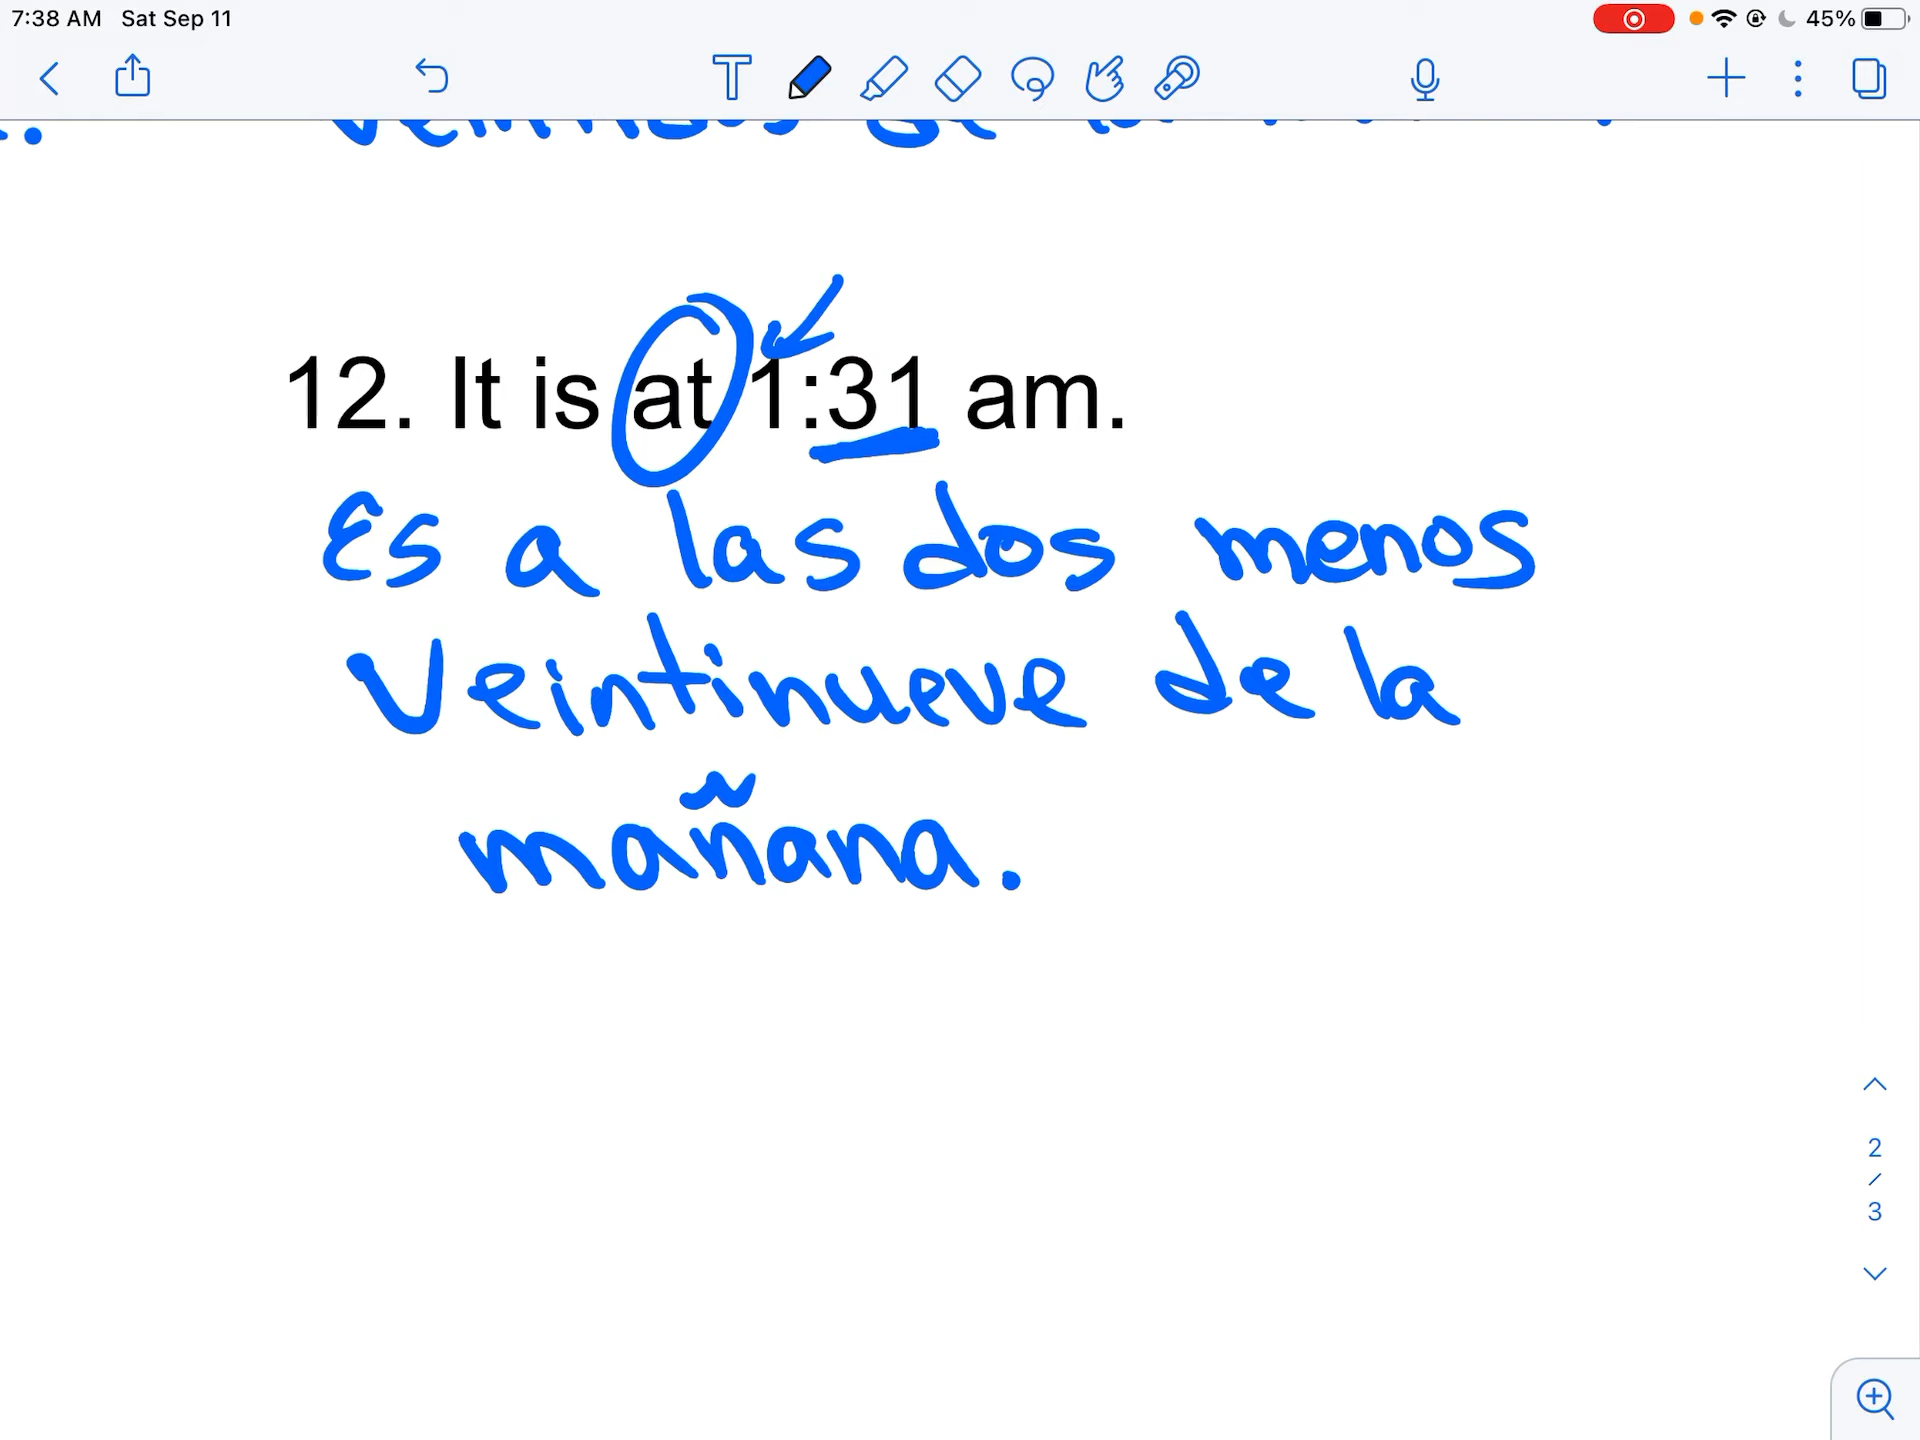 7:38 AM Sat Sep 11 45%
12. It is at 1:31 am.
Es a las dos menos
veintinueve de la
mañana.
2
/
3